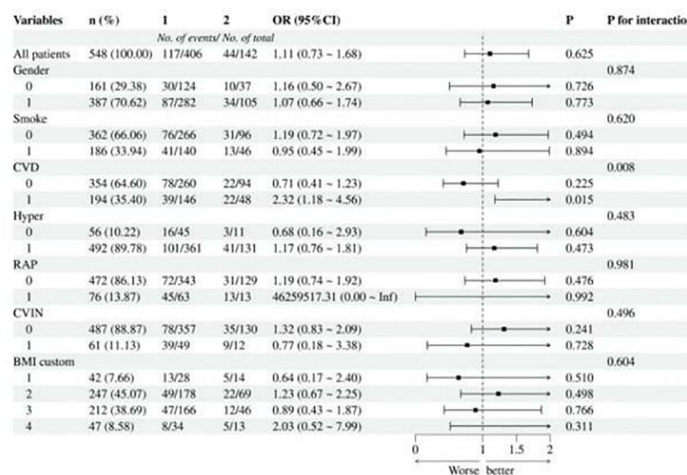 Variables n (%) 1 2 OR (95%CI) P P for interaction
No. of events/ No. of total
All patients 548 (100.00) 117/406 44/142 1.11 (0.73 ~ 1.68) 0.625
Gender 0.874
0 161 (29.38) 30/124 10/37 1.16 (0.50 ~ 2.67) 0.726
1 387 (70.62) 87/282 34/105 1.07 (0.66 ~ 1.74) 0.773
Smoke 0.620
0 362 (66.06) 76/266 31/96 1.19 (0.72 ~ 1.97) 0.494
1 186 (33.94) 41/140 13/46 0.95 (0.45 ~ 1.99) 0.894
CVD 0.008
0 354 (64.60) 78/260 22/94 0.71 (0.41 ~ 1.23) 0.225
1 194 (35.40) 39/146 22/48 2.32 (1.18 ~ 4.56) 0.015
Hyper 0.483
0 56 (10.22) 16/45 3/11 0.68 (0.16 ~ 2.93) 0.604
1 492 (89.78) 101/361 41/131 1.17 (0.76 ~ 1.81) 0.473
RAP 0.981
0 472 (86.13) 72/343 31/129 1.19 (0.74 ~ 1.92) 0.476
1 76 (13.87) 45/63 13/13 46259517.31 (0.00 ~ Inf) 0.992
CVIN 0.496
0 487 (88.87) 78/357 35/130 1.32 (0.83 ~ 2.09) 0.241
1 61 (11.13) 39/49 9/12 0.77 (0.18 ~ 3.38) 0.728
BMI custom 0.604
1 42 (7.66) 13/28 5/14 0.64 (0.17 ~ 2.40) 0.510
2 247 (45.07) 49/178 22/69 1.23 (0.67 ~ 2.25) 0.498
3 212 (38.69) 47/166 12/46 0.89 (0.43 ~ 1.87) 0.766
4 47 (8.58) 8/34 5/13 2.03 (0.52 ~ 7.99) 0.311
0 1 1.5 2
Worse better